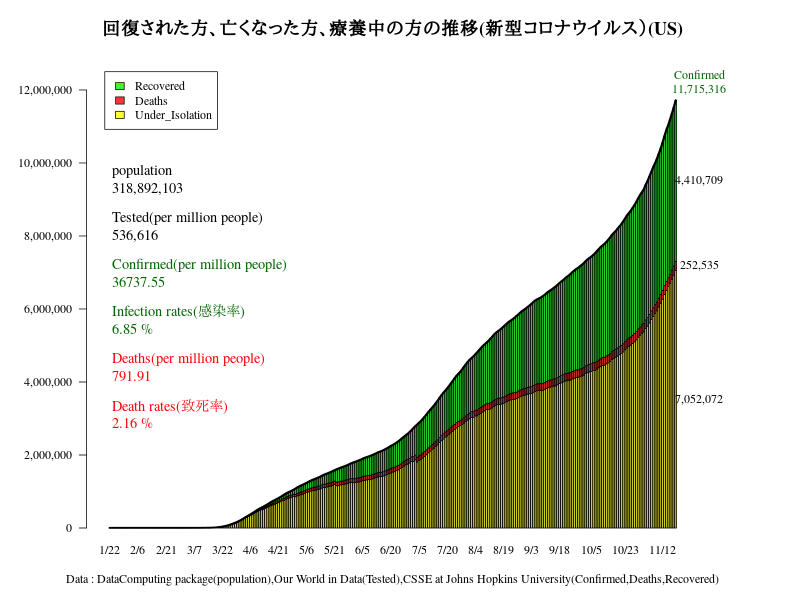 回復された方、亡くなった方、療養中の方の推移(新型コロナウイルス）(US)
Confirmed
11,715,316
Recovered
Deaths
Under_Isolation
population
318,892,103
Tested(per million people)
536,616
Confirmed(per million people)
36737.55
Infection rates(感染率)
6.85 %
Deaths(per million people)
791.91
Death rates(致死率)
2.16 %
12,000,000
10,000,000
8,000,000
6,000,000
4,000,000
2,000,000
0
4,410,709
252,535
7,052,072
1/22 2/6 2/21 3/7 3/22 4/6 4/21 5/6 5/21 6/5 6/20 7/5 7/20 8/4 8/19 9/3 9/18 10/5 10/23 11/12
Data : DataComputing package(population),Our World in Data(Tested),CSSE at Johns Hopkins University(Confirmed,Deaths,Recovered)